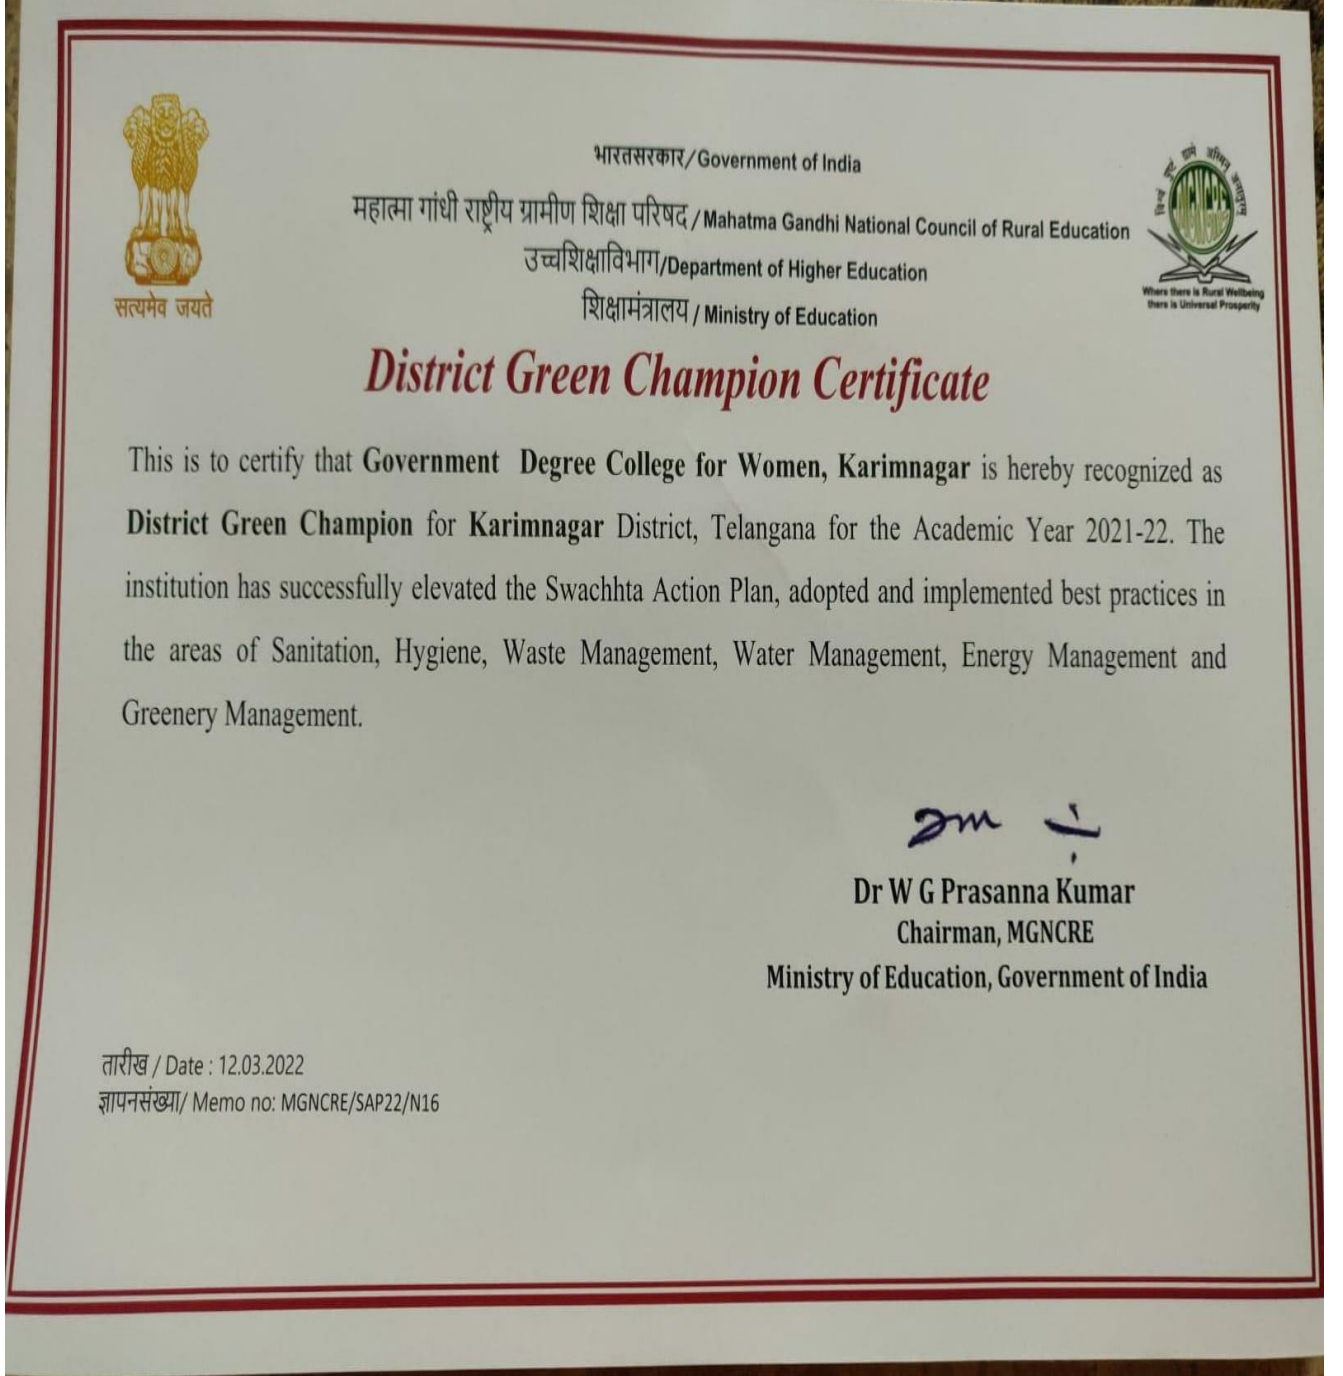 सत्यमेव जयते
भारतसरकार/Government of India
महात्मा गांधी राष्ट्रीय ग्रामीण शिक्षा परिषद / Mahatma Gandhi National Council of Rural Education
उच्चशिक्षाविभाग/Department of Higher Education
शिक्षामंत्रालय / Ministry of Education
Where there is Rural Wellbeing
there is Universal Prosperity
District Green Champion Certificate
This is to certify that Government Degree College for Women, Karimnagar is hereby recognized as
District Green Champion for Karimnagar District, Telangana for the Academic Year 2021-22. The
institution has successfully elevated the Swachhta Action Plan, adopted and implemented best practices in
the areas of Sanitation, Hygiene, Waste Management, Water Management, Energy Management and
Greenery Management.
Dr W G Prasanna Kumar
Chairman, MGNCRE
Ministry of Education, Government of India
तारीख / Date : 12.03.2022
ज्ञापनसंख्या/ Memo no: MGNCRE/SAP22/N16